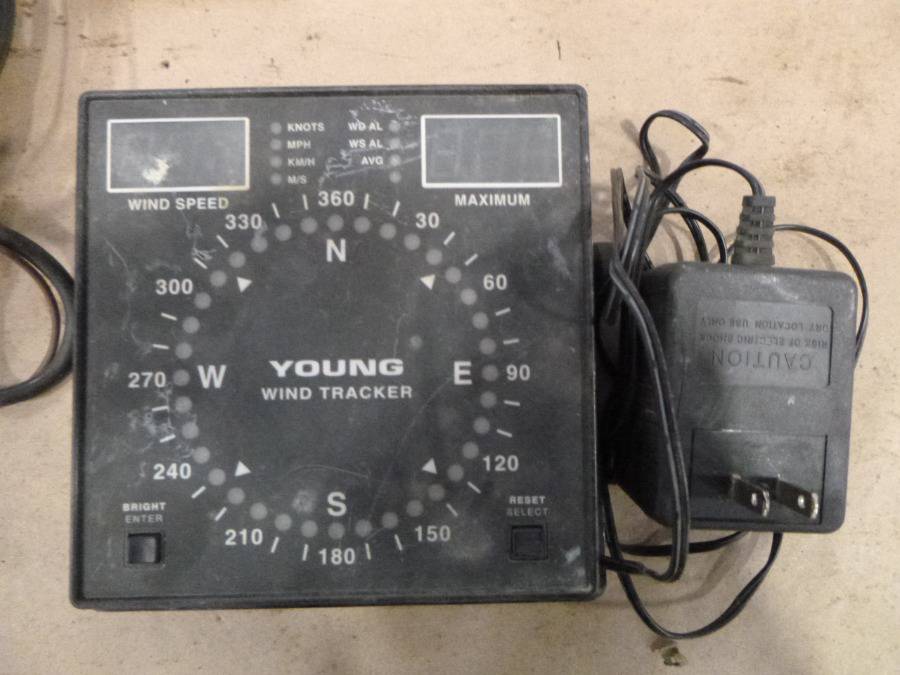 KNOTS
MPH
KM/H
M/S
WD AL
WS AL
AVG
WIND SPEED
MAXIMUM
360
30
60
90
120
150
180
210
240
270
300
330
N
E
S
W
YOUNG
WIND TRACKER
BRIGHT
ENTER
RESET
SELECT
CAUTION
RISK OF ELECTRIC SHOCK
DRY LOCATION USE ONLY